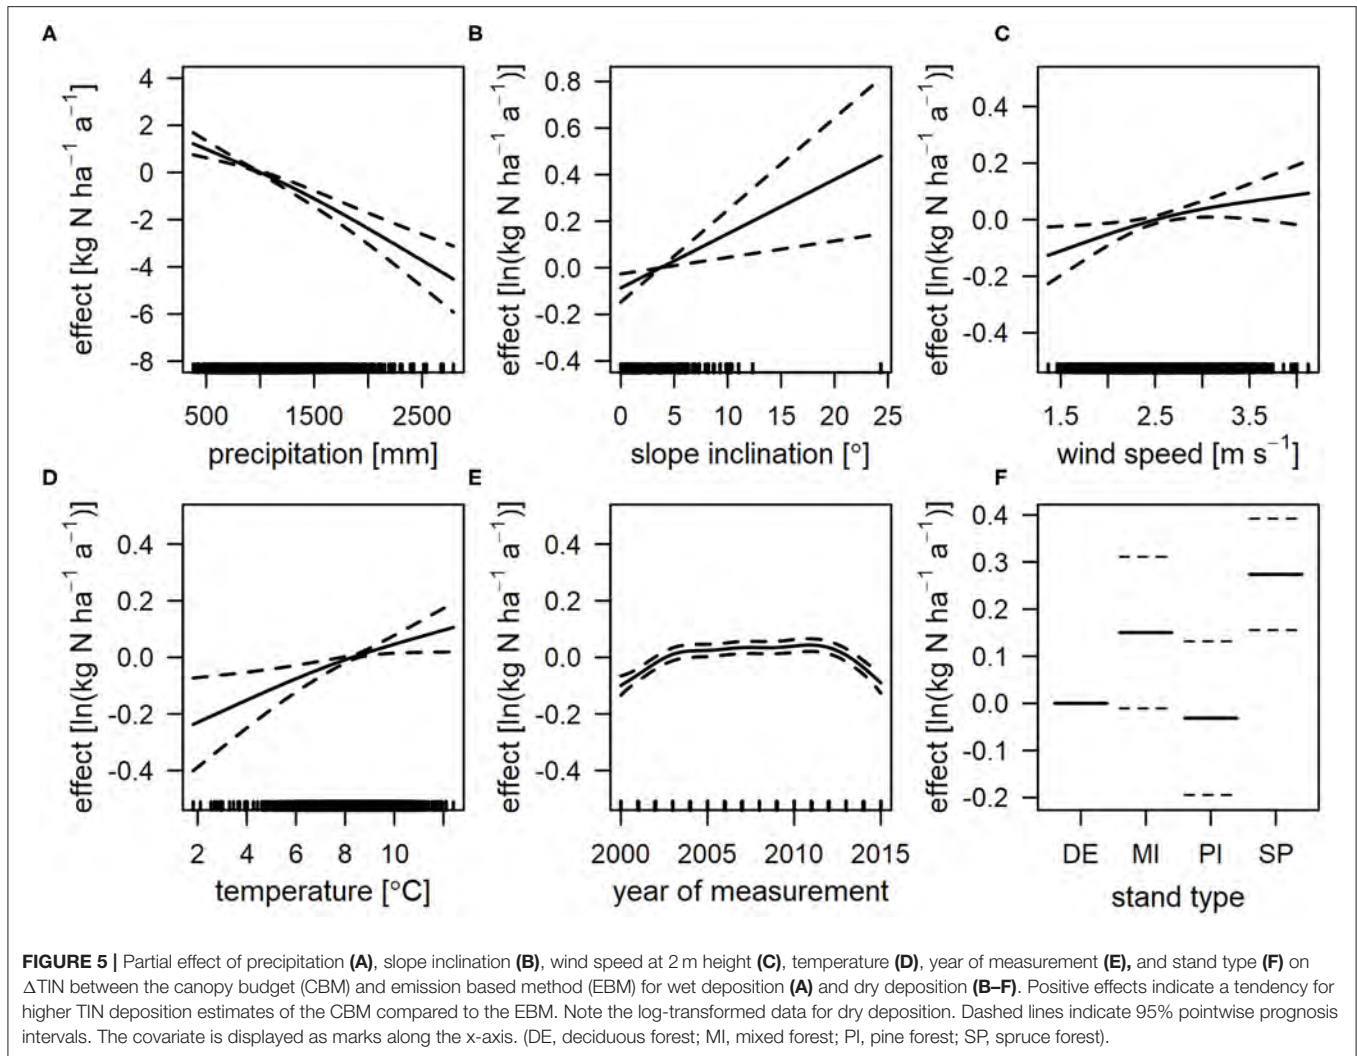 A
effect [kg N ha⁻¹ a⁻¹]
4
2
0
-2
-4
-6
-8
500 1500 2500
precipitation [mm]
B
effect [ln(kg N ha⁻¹ a⁻¹)]
0.8
0.6
0.4
0.2
0.0
-0.2
-0.4
0 5 10 15 20 25
slope inclination [°]
C
effect [ln(kg N ha⁻¹ a⁻¹)]
0.4
0.2
0.0
-0.2
-0.4
1.5 2.5 3.5
wind speed [m s⁻¹]
D
effect [ln(kg N ha⁻¹ a⁻¹)]
0.4
0.2
0.0
-0.2
-0.4
2 4 6 8 10
temperature [°C]
E
effect [ln(kg N ha⁻¹ a⁻¹)]
0.4
0.2
0.0
-0.2
-0.4
2000 2005 2010 2015
year of measurement
F
effect [ln(kg N ha⁻¹ a⁻¹)]
0.4
0.3
0.2
0.1
0.0
-0.1
-0.2
DE MI PI SP
stand type
FIGURE 5 | Partial effect of precipitation (A), slope inclination (B), wind speed at 2 m height (C), temperature (D), year of measurement (E), and stand type (F) on
ΔTIN between the canopy budget (CBM) and emission based method (EBM) for wet deposition (A) and dry deposition (B–F). Positive effects indicate a tendency for
higher TIN deposition estimates of the CBM compared to the EBM. Note the log-transformed data for dry deposition. Dashed lines indicate 95% pointwise prognosis
intervals. The covariate is displayed as marks along the x-axis. (DE, deciduous forest; MI, mixed forest; PI, pine forest; SP, spruce forest).